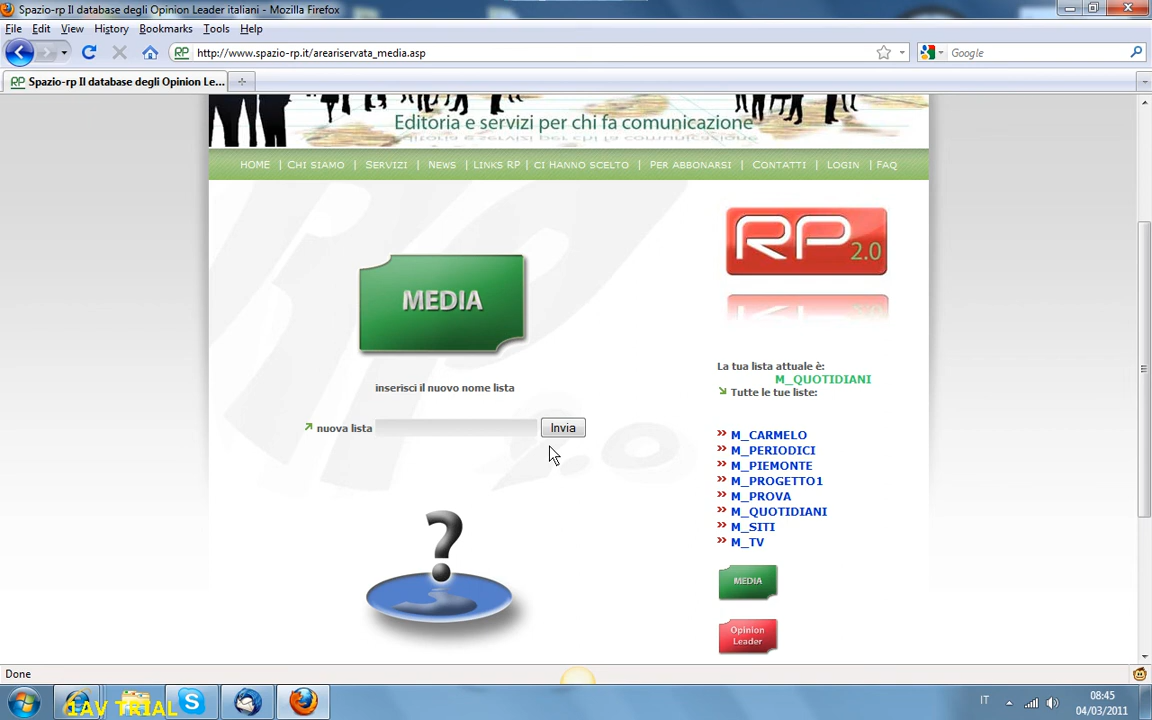 Spazio-rp Il database degli Opinion Leader italiani - Mozilla Firefox
File Edit View History Bookmarks Tools Help
RP http://www.spazio-rp.it/areariservata_media.asp
Google
RP Spazio-rp Il database degli Opinion Le...
Editoria e servizi per chi fa comunicazione
HOME | CHI SIAMO | SERVIZI | NEWS | LINKS RP | CI HANNO SCELTO | PER ABBONARSI | CONTATTI | LOGIN | FAQ
RP 2.0
MEDIA
inserisci il nuovo nome lista
nuova lista
Invia
La tua lista attuale è:
M_QUOTIDIANI
Tutte le tue liste:
M_CARMELO
M_PERIODICI
M_PIEMONTE
M_PROGETTO1
M_PROVA
M_QUOTIDIANI
M_SITI
M_TV
MEDIA
Opinion
Leader
?
Done
1AV TRIAL
IT
08:45
04/03/2011